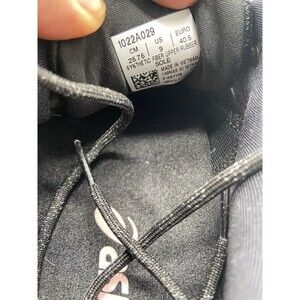 1022A029
CM US EURO
25.75 9 40.5
SYNTHETIC FIBER UPPER RUBBER
SOLE
MADE IN VIETNAM